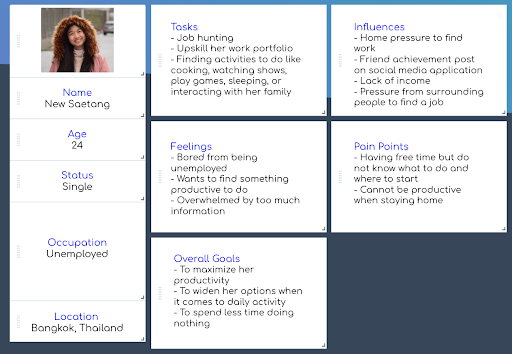 Name
New Saetang
Age
24
Status
Single
Occupation
Unemployed
Location
Bangkok, Thailand
Tasks
- Job hunting
- Upskill her work portfolio
- Finding activities to do like
cooking, watching shows,
play games, sleeping, or
interacting with her family
Influences
- Home pressure to find
work
- Friend achievement post
on social media application
- Lack of income
- Pressure from surrounding
people to find a job
Feelings
- Bored from being
unemployed
- Wants to find something
productive to do
- Overwhelmed by too much
information
Pain Points
- Having free time but do
not know what to do and
where to start
- Cannot be productive
when staying home
Overall Goals
- To maximize her
productivity
- To widen her options when
it comes to daily activity
- To spend less time doing
nothing